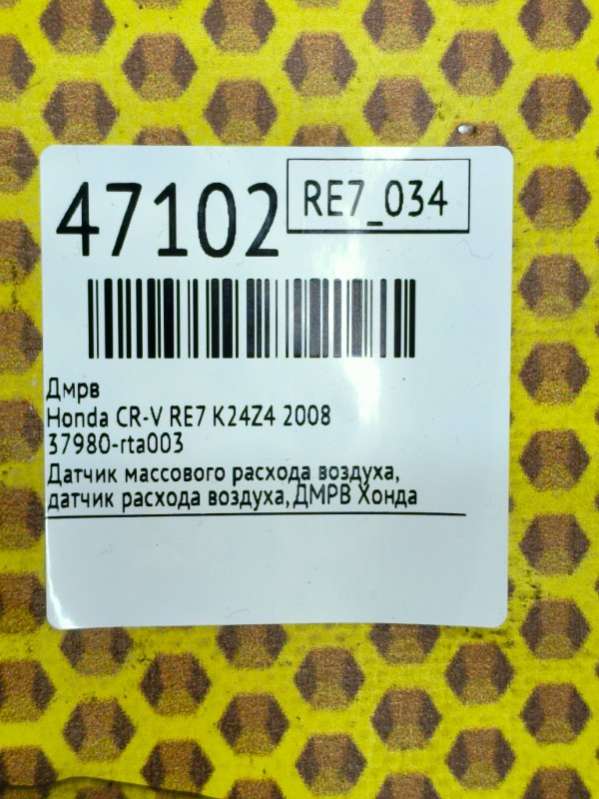 47102
RE7_034
Дмрв
Honda CR-V RE7 K24Z4 2008
37980-rta003
Датчик массового расхода воздуха,
датчик расхода воздуха, ДМРВ Хонда